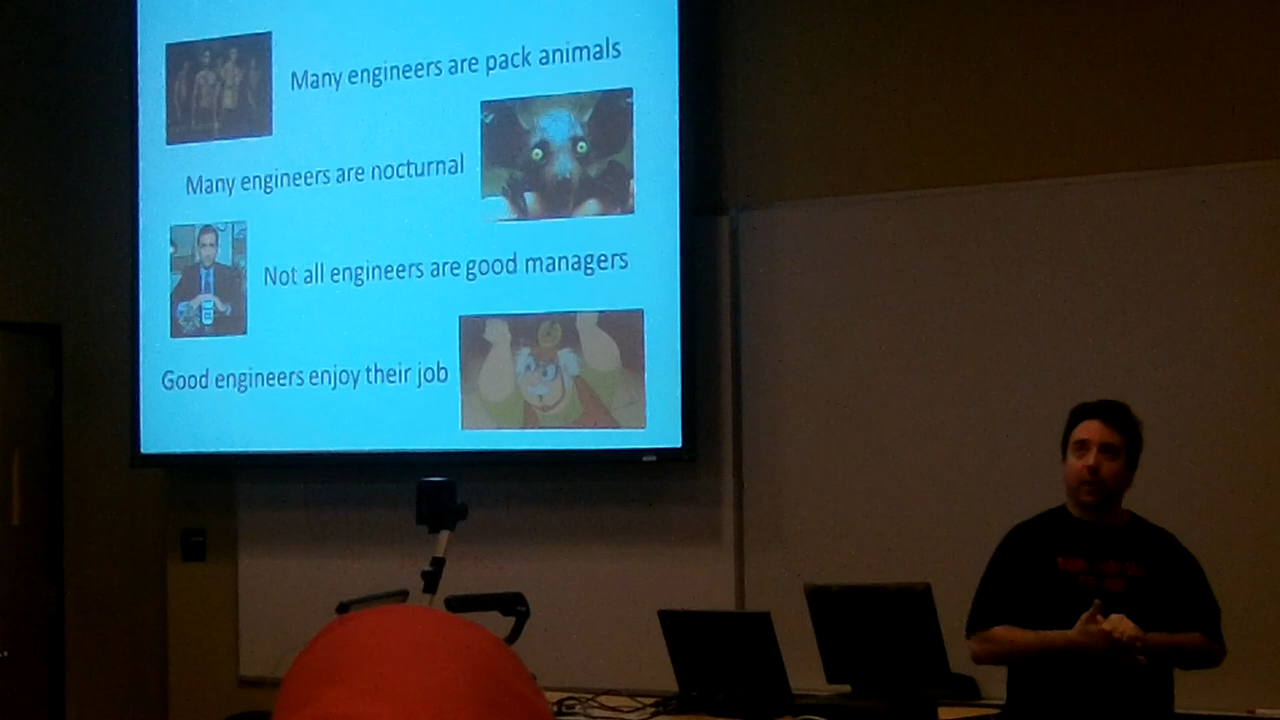 Many engineers are pack animals
Many engineers are nocturnal
Not all engineers are good managers
Good engineers enjoy their job